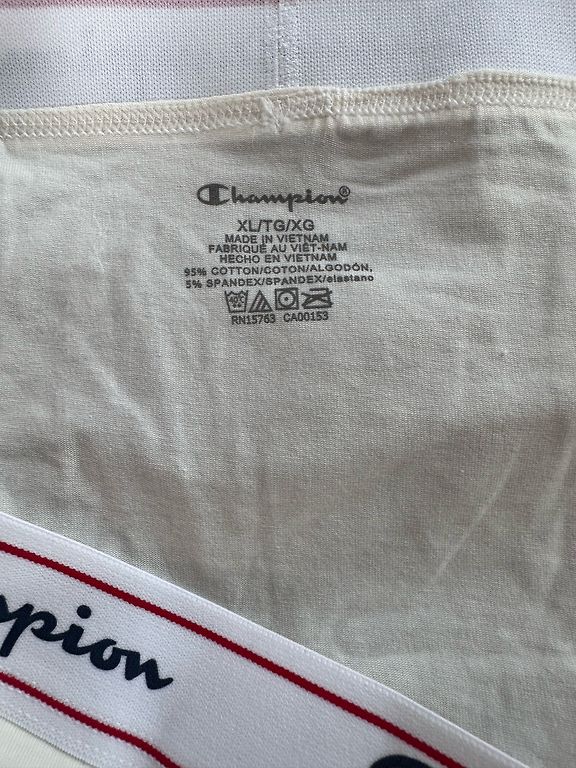 Champion®
XL/TG/XG
MADE IN VIETNAM
FABRIQUÉ AU VIÊT-NAM
HECHO EN VIETNAM
95% COTTON/COTON/ALGODÓN,
5% SPANDEX/SPANDEX/elastano
RN15763 CA00153
mpion